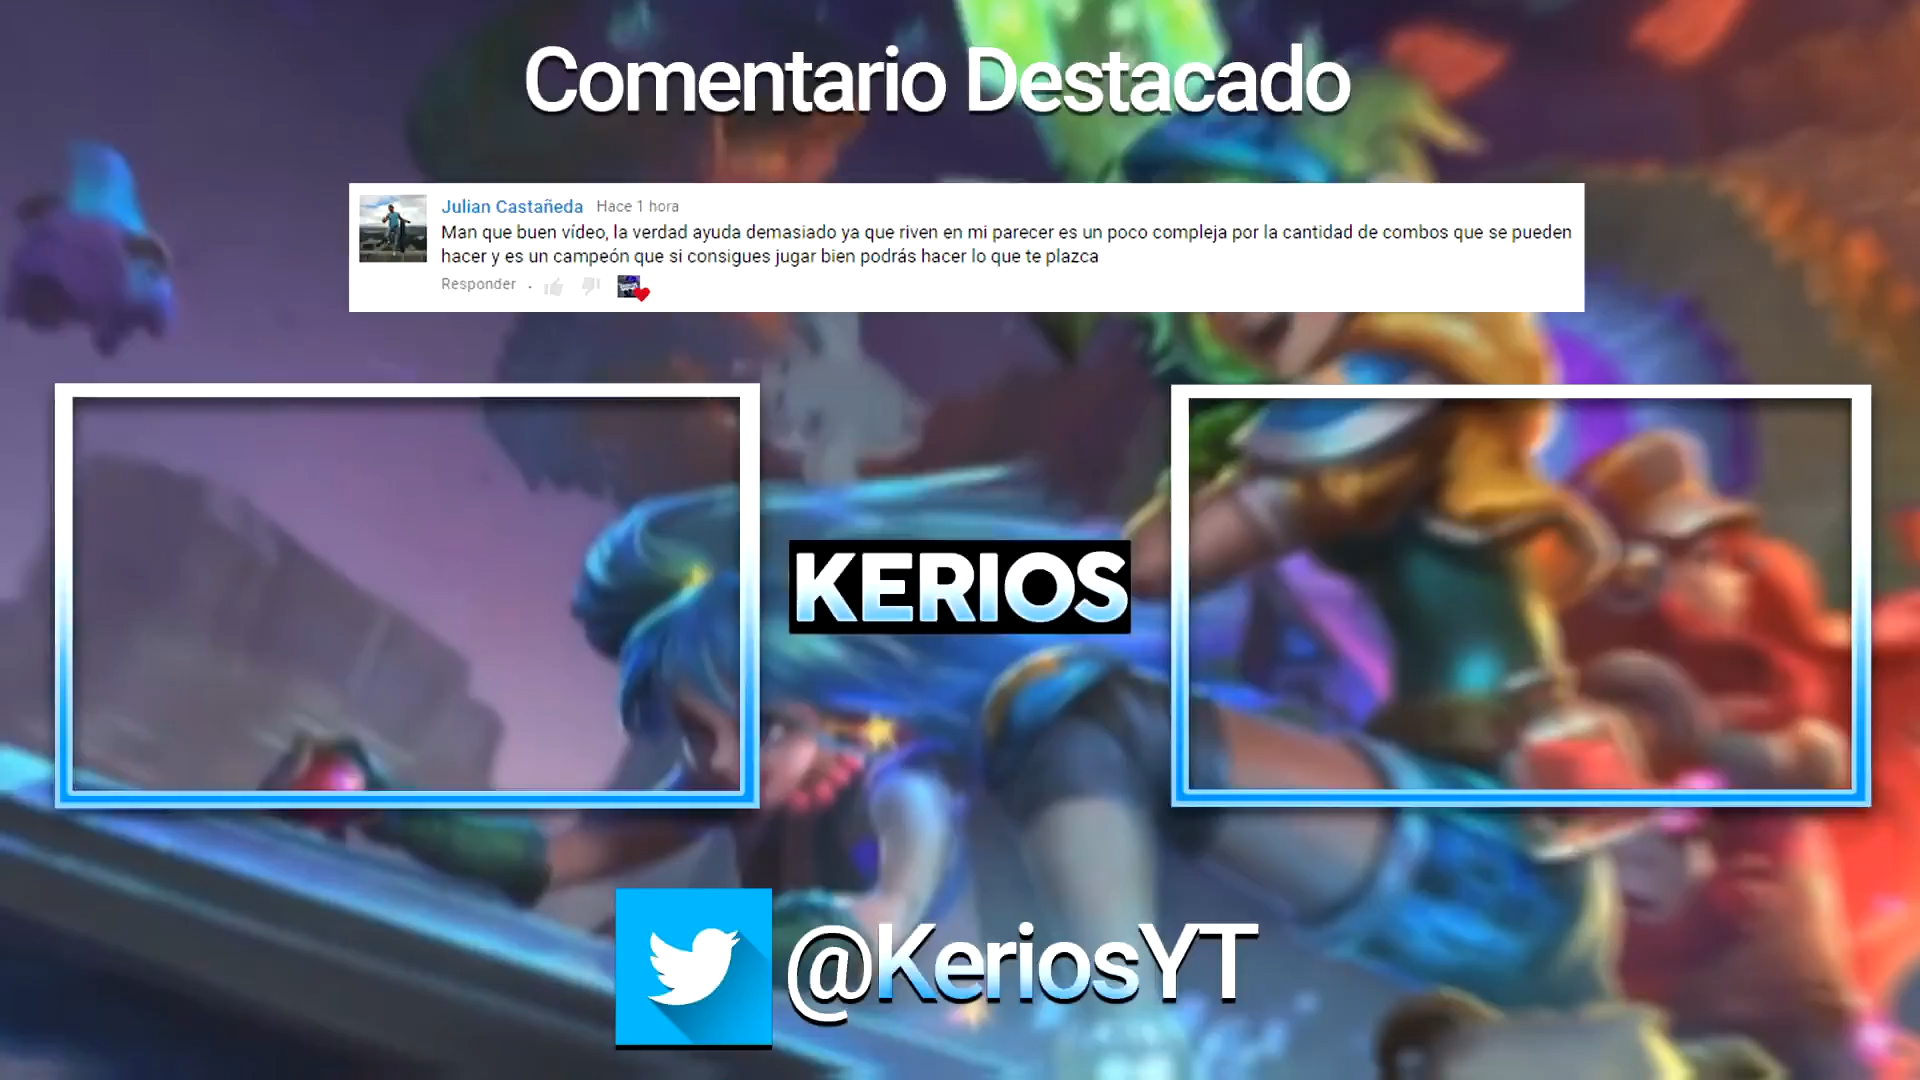 Comentario Destacado
Julian Castañeda Hace 1 hora
Man que buen vídeo, la verdad ayuda demasiado ya que riven en mi parecer es un poco compleja por la cantidad de combos que se pueden
hacer y es un campeón que si consigues jugar bien podrás hacer lo que te plazca
Responder .
KERIOS
@KeriosYT